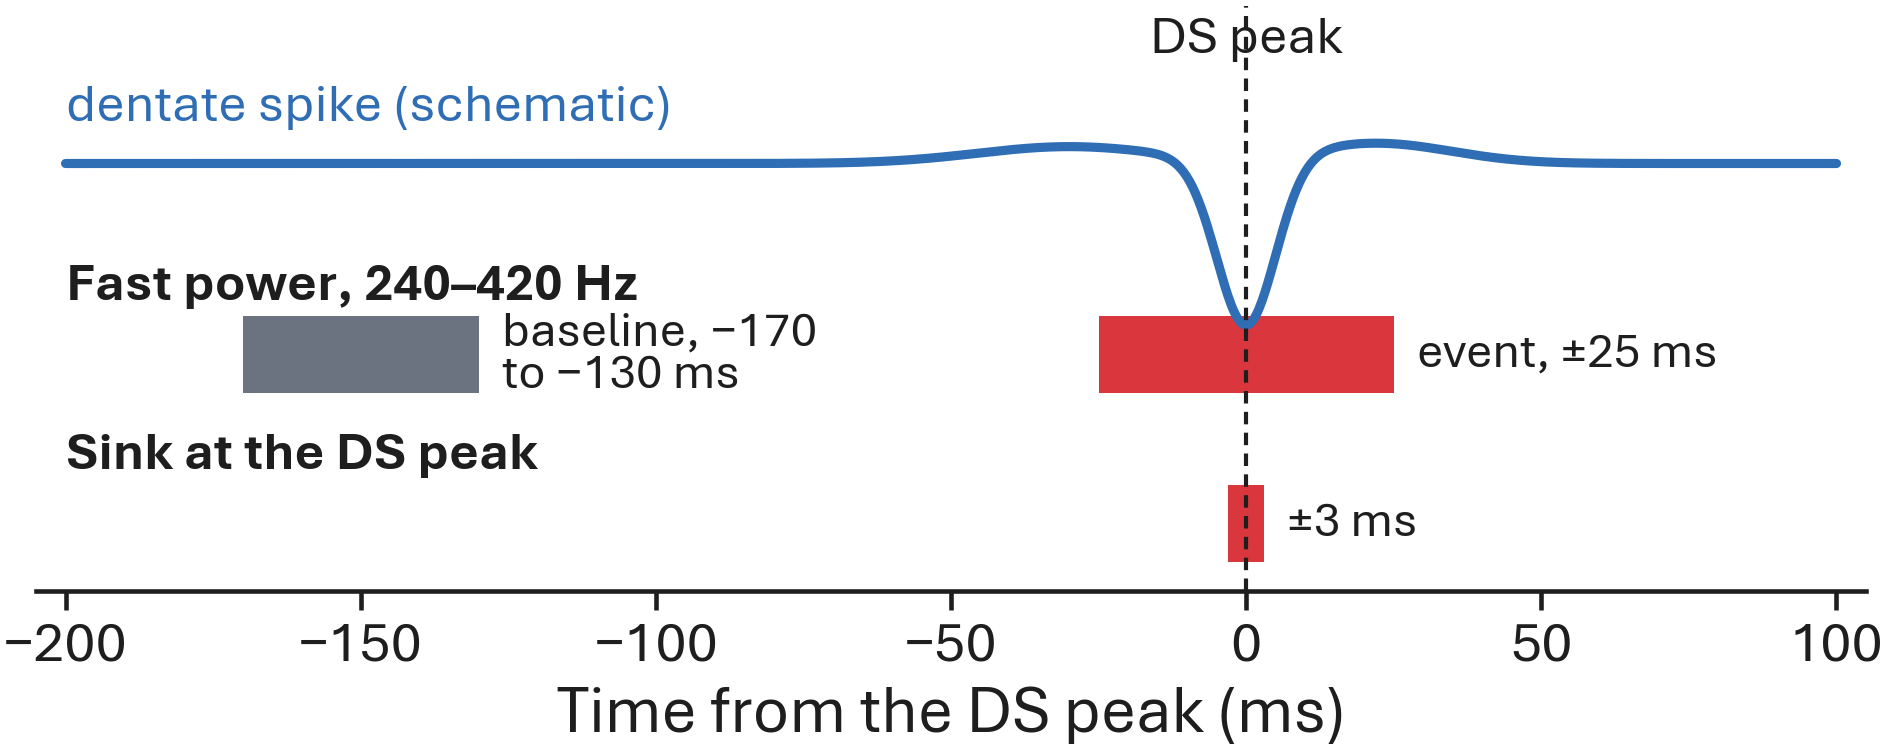 DS peak
dentate spike (schematic)
Fast power, 240–420 Hz
baseline, −170
to −130 ms
event, ±25 ms
Sink at the DS peak
±3 ms
−200 −150 −100 −50 0 50 100
Time from the DS peak (ms)